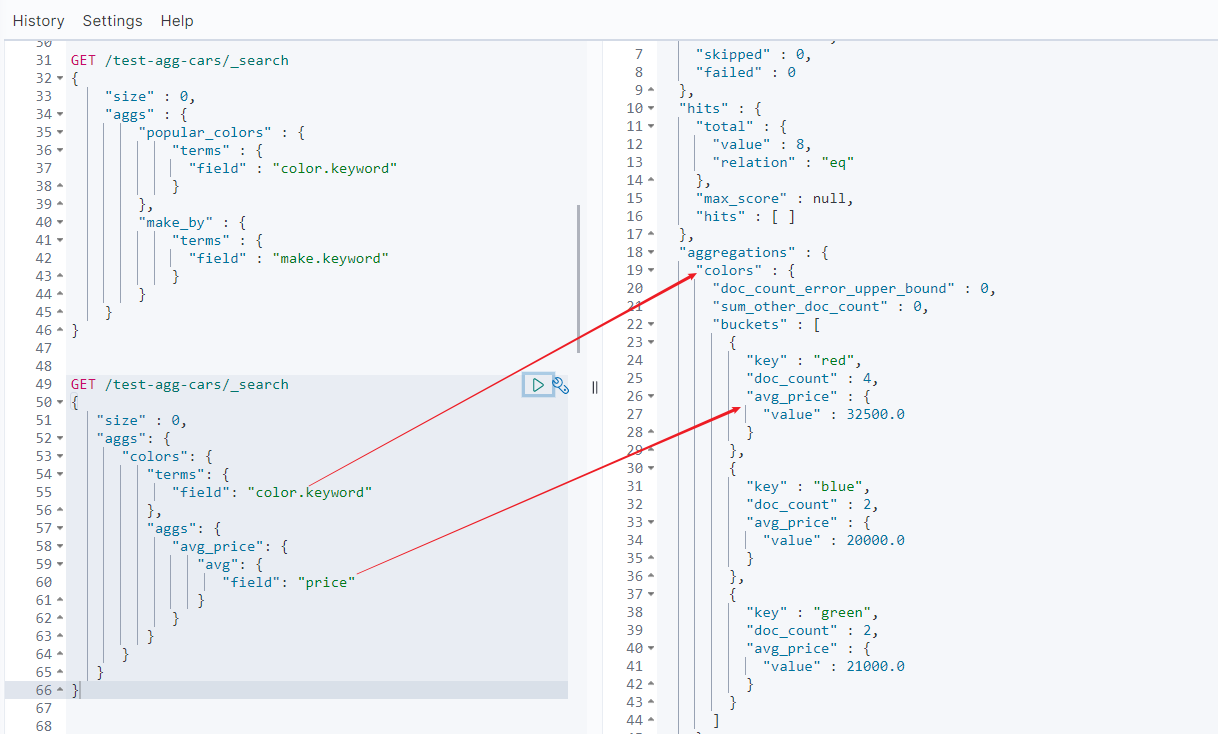 History Settings Help
30
31 GET /test-agg-cars/_search
32 {
33 "size" : 0,
34 "aggs" : {
35 "popular_colors" : {
36 "terms" : {
37 "field" : "color.keyword"
38 }
39 },
40 "make_by" : {
41 "terms" : {
42 "field" : "make.keyword"
43 }
44 }
45 }
46 }
47
48
49 GET /test-agg-cars/_search
50 {
51 "size" : 0,
52 "aggs": {
53 "colors": {
54 "terms": {
55 "field": "color.keyword"
56 },
57 "aggs": {
58 "avg_price": {
59 "avg": {
60 "field": "price"
61 }
62 }
63 }
64 }
65 }
66 }
67
68
7 "skipped" : 0,
8 "failed" : 0
9 },
10 "hits" : {
11 "total" : {
12 "value" : 8,
13 "relation" : "eq"
14 },
15 "max_score" : null,
16 "hits" : [ ]
17 },
18 "aggregations" : {
19 "colors" : {
20 "doc_count_error_upper_bound" : 0,
21 "sum_other_doc_count" : 0,
22 "buckets" : [
23 {
24 "key" : "red",
25 "doc_count" : 4,
26 "avg_price" : {
27 "value" : 32500.0
28 }
29 },
30 {
31 "key" : "blue",
32 "doc_count" : 2,
33 "avg_price" : {
34 "value" : 20000.0
35 }
36 },
37 {
38 "key" : "green",
39 "doc_count" : 2,
40 "avg_price" : {
41 "value" : 21000.0
42 }
43 }
44 ]